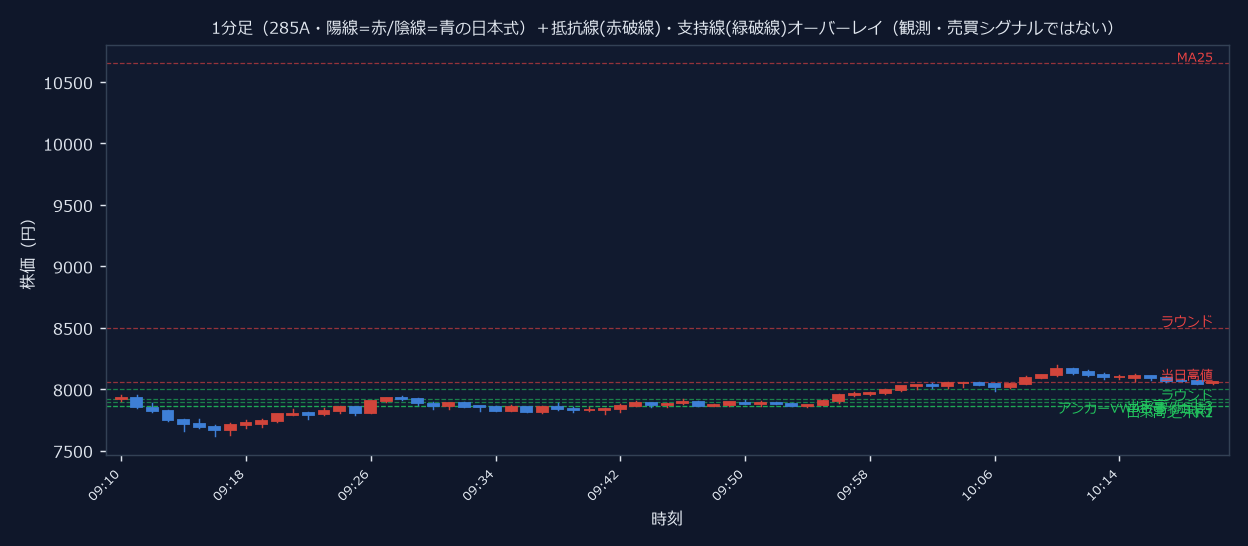 1分足（285A・陽線=赤/陰線=青の日本式）＋抵抗線(赤破線)・支持線(緑破線)オーバーレイ（観測・売買シグナルではない）
株価（円）
10500
10000
9500
9000
8500
8000
7500
MA25
ラウンド
当日高値
ラウンド
09:10
09:18
09:26
09:34
09:42
09:50
09:58
10:06
10:14
時刻